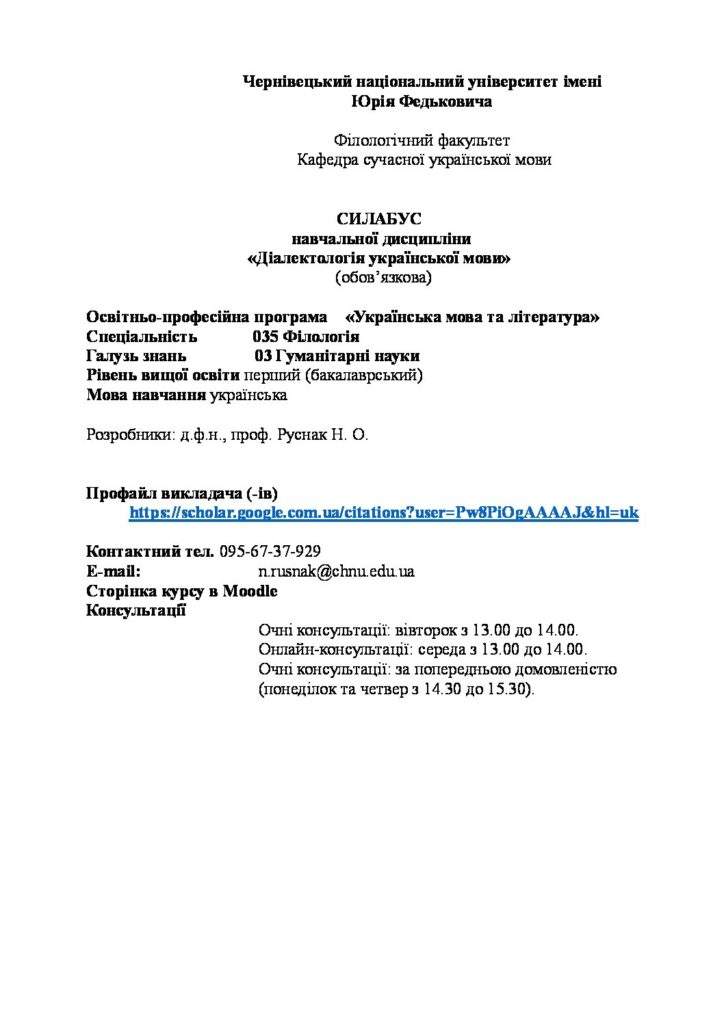 Чернівецький національний університет імені
Юрія Федьковича
Філологічний факультет
Кафедра сучасної української мови
СИЛАБУС
навчальної дисципліни
«Діалектологія української мови»
(обов’язкова)
Освітньо-професійна програма «Українська мова та література»
Спеціальність 035 Філологія
Галузь знань 03 Гуманітарні науки
Рівень вищої освіти перший (бакалаврський)
Мова навчання українська
Розробники: д.ф.н., проф. Руснак Н. О.
Профайл викладача (-ів)
https://scholar.google.com.ua/citations?user=Pw8PiOgAAAAJ&hl=uk
Контактний тел. 095-67-37-929
E-mail: n.rusnak@chnu.edu.ua
Сторінка курсу в Moodle
Консультації
Очні консультації: вівторок з 13.00 до 14.00.
Онлайн-консультації: середа з 13.00 до 14.00.
Очні консультації: за попередньою домовленістю
(понеділок та четвер з 14.30 до 15.30).